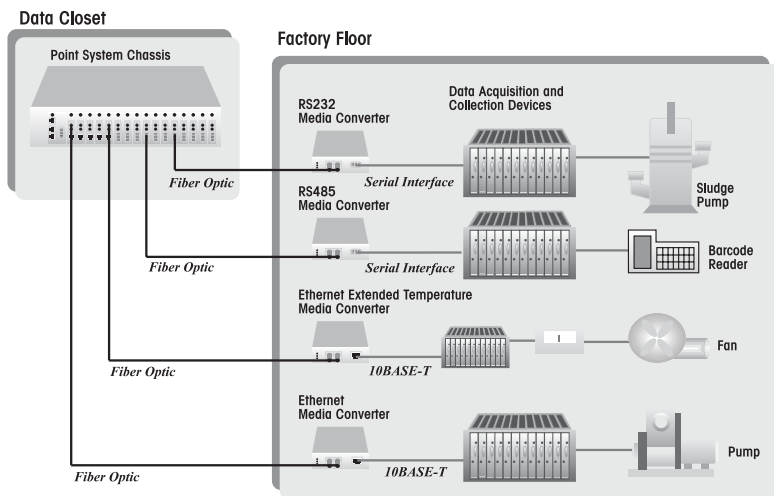 Data Closet
Point System Chassis
Factory Floor
RS232
Media Converter
Data Acquisition and
Collection Devices
Fiber Optic
Serial Interface
Sludge
Pump
RS485
Media Converter
Fiber Optic
Serial Interface
Barcode
Reader
Ethernet Extended Temperature
Media Converter
Fiber Optic
10BASE-T
Fan
Ethernet
Media Converter
Fiber Optic
10BASE-T
Pump